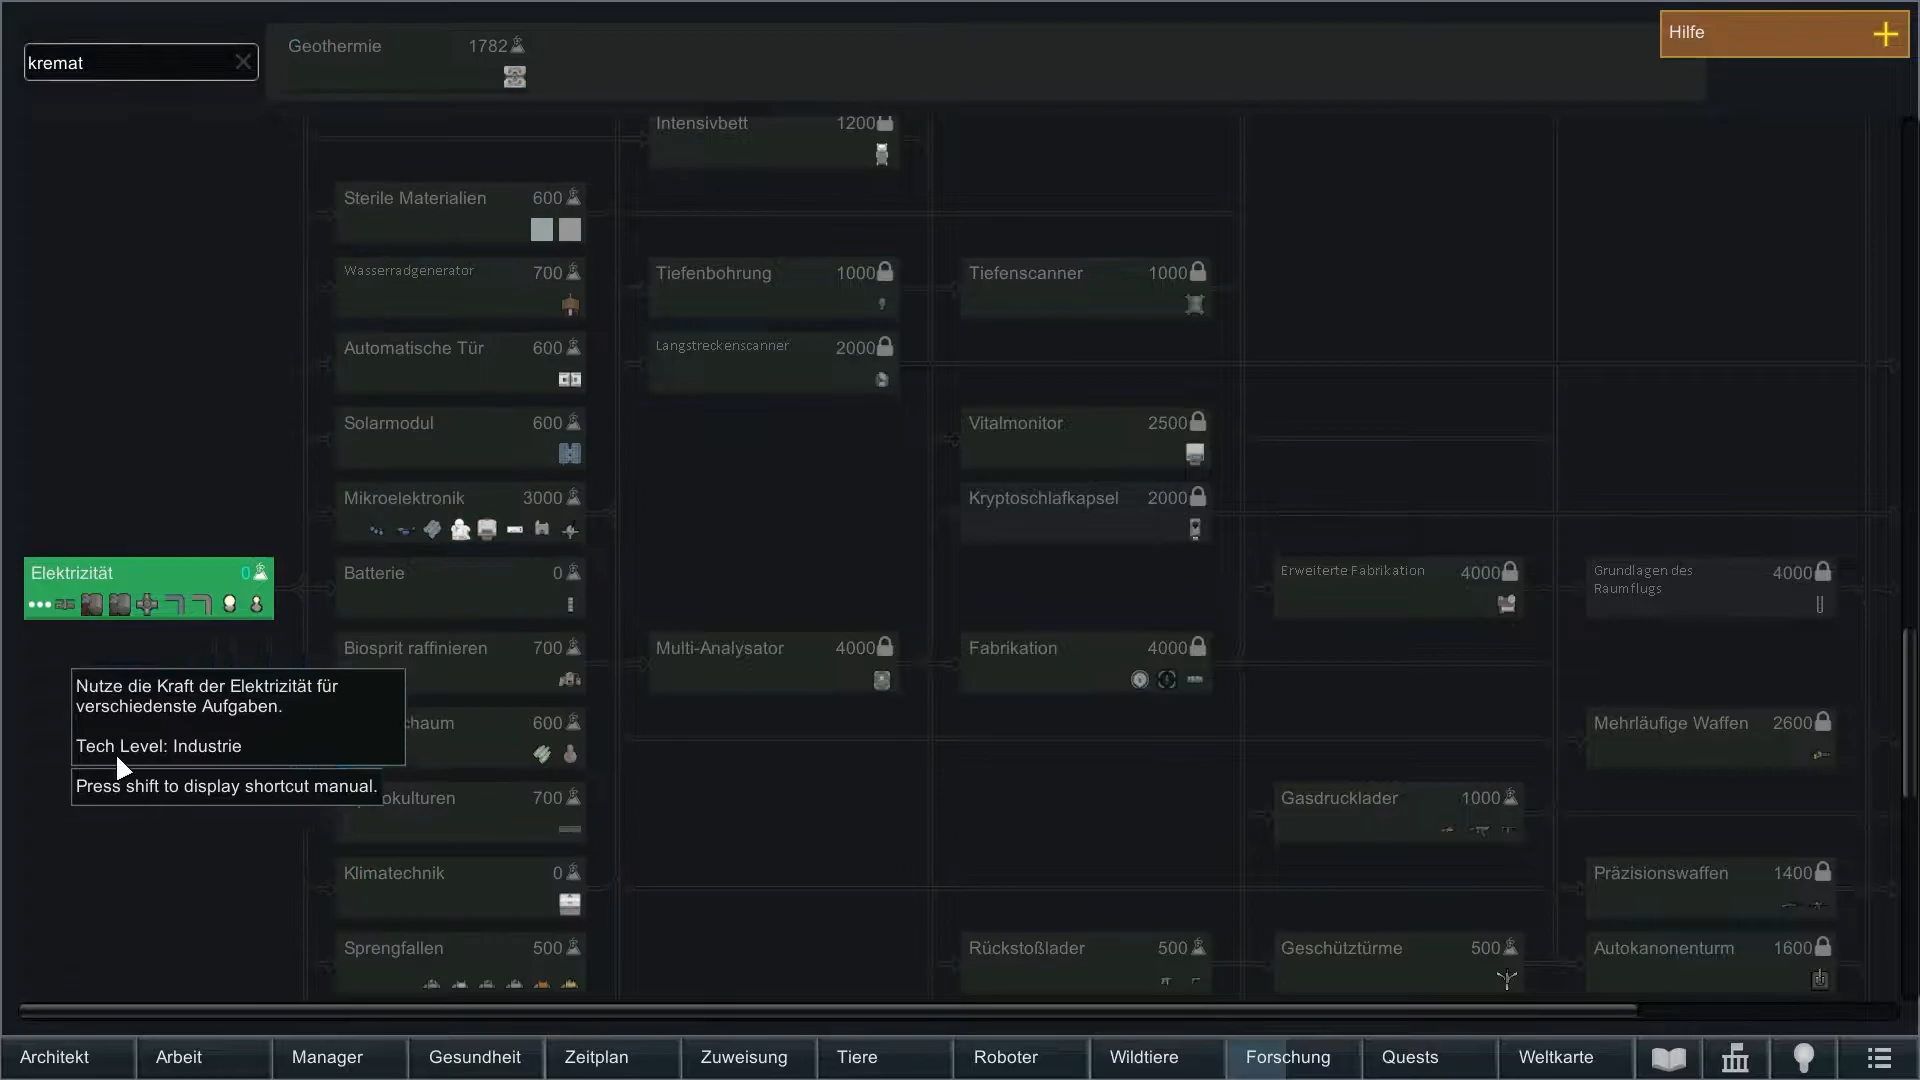 kremat
Geothermie 1782
Hilfe
Intensivbett 1200
Sterile Materialien 600
Wasserradgenerator 700
Tiefenbohrung 1000
Tiefenscanner 1000
Automatische Tür 600
Langstreckenscanner 2000
Solarmodul 600
Vitalmonitor 2500
Mikroelektronik 3000
Kryptoschlafkapsel 2000
Elektrizität 0
Batterie 0
Erweiterte Fabrikation 4000
Grundlagen des
Raumflugs
4000
Biosprit raffinieren 700
Multi-Analysator 4000
Fabrikation 4000
Nutze die Kraft der Elektrizität für
verschiedenste Aufgaben.
Tech Level: Industrie
Press shift to display shortcut manual.
chaum 600
Mehrläufige Waffen 2600
okulturen 700
Gasdrucklader 1000
Klimatechnik 0
Präzisionswaffen 1400
Sprengfallen 500
Rückstoßlader 500
Geschütztürme 500
Autokanonenturm 1600
Architekt
Arbeit
Manager
Gesundheit
Zeitplan
Zuweisung
Tiere
Roboter
Wildtiere
Forschung
Quests
Weltkarte